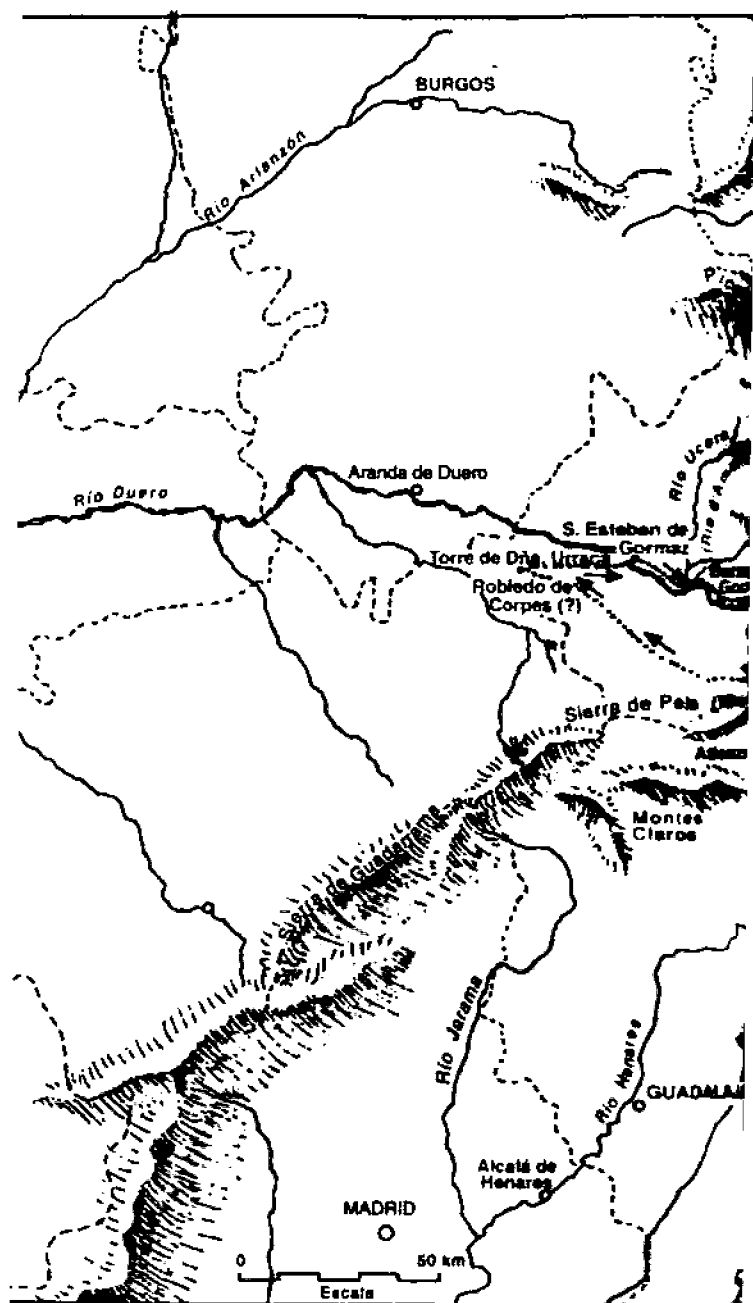 BURGOS
Río Arlanzón
Río Ucero
Río Duero
Aranda de Duero
S. Esteban de
Gormaz
Torre de Dña. Urraca
Robledo de
Corpes (?)
Sierra de Pela
Montes
Claros
Sierra de Guadarrama
Río Jarama
Río Henares
GUADALAJ
Alcalá de
Henares
MADRID
0 50 km
Escala